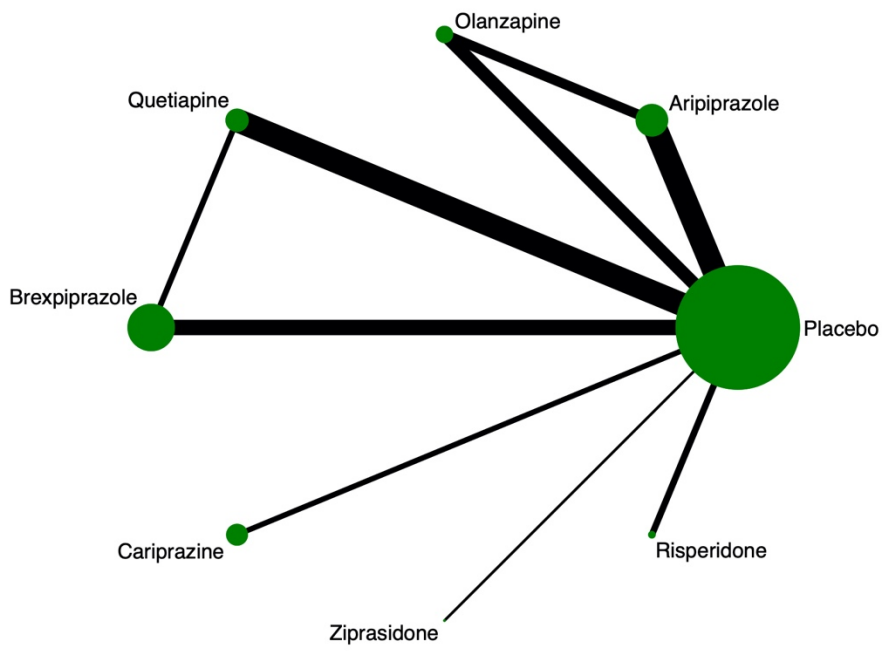 Olanzapine
Quetiapine
Aripiprazole
Brexpiprazole
Placebo
Cariprazine
Risperidone
Ziprasidone